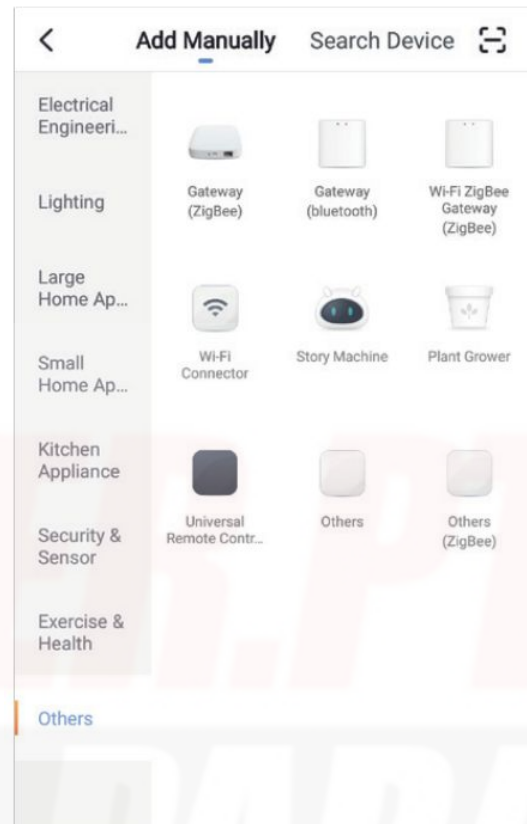 Add Manually Search Device
Electrical
Engineeri...
Lighting
Large
Home Ap...
Small
Home Ap...
Kitchen
Appliance
Security &
Sensor
Exercise &
Health
Others
Gateway
(ZigBee)
Gateway
(bluetooth)
Wi-Fi ZigBee
Gateway
(ZigBee)
Wi-Fi
Connector
Story Machine
Plant Grower
Universal
Remote Contr...
Others
Others
(ZigBee)